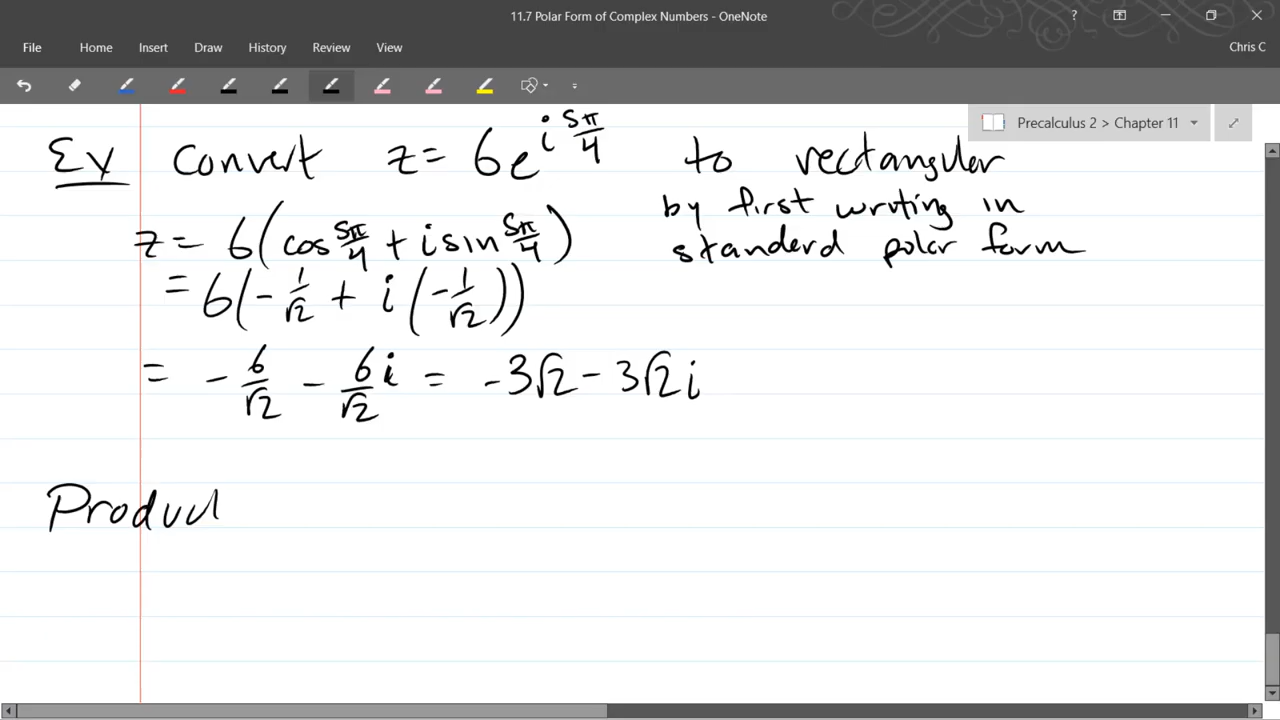 11.7 Polar Form of Complex Numbers - OneNote
?
File Home Insert Draw History Review View
Chris C
Precalculus 2 > Chapter 11
Ex Convert z = 6e^(i 5π/4) to rectangular
by first writing in
standerd polar form
z = 6(cos 5π/4 + i sin 5π/4)
= 6(-1/√2 + i(-1/√2))
= -6/√2 - 6/√2 i = -3√2 - 3√2 i
Produc